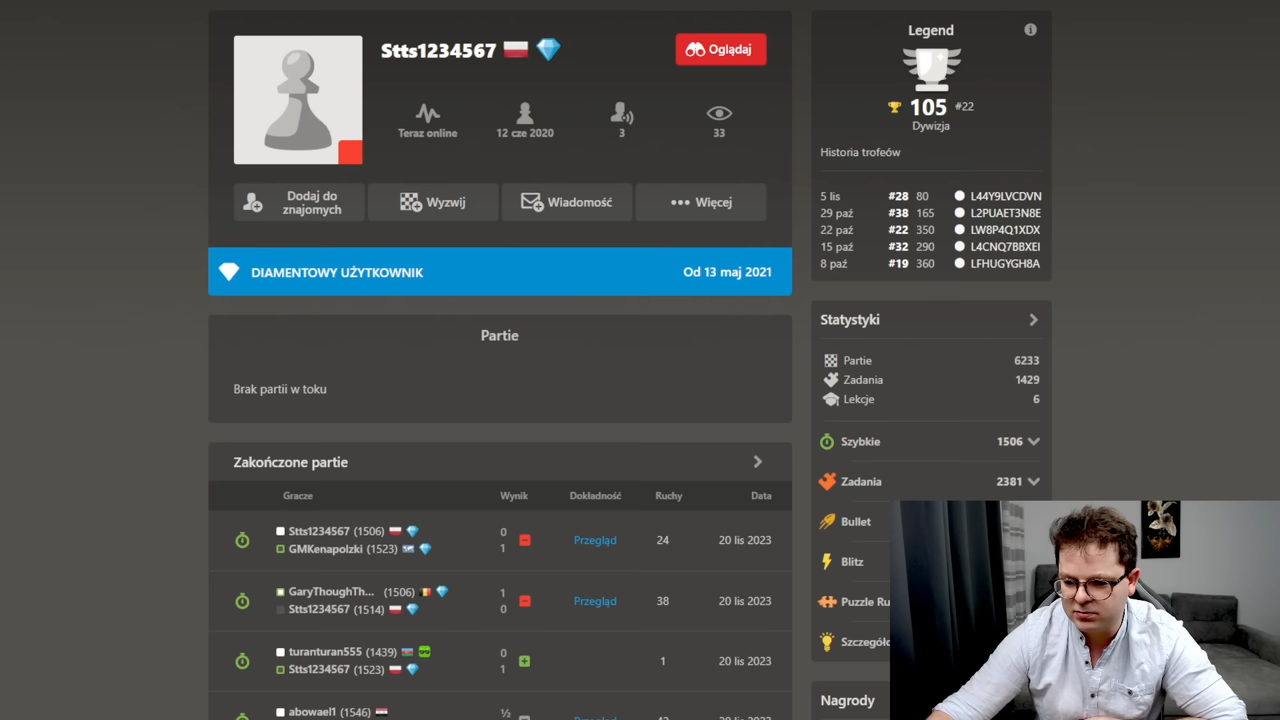 Stts1234567
Oglądaj
Teraz online
12 cze 2020
3
33
Dodaj do znajomych
Wyzwij
Wiadomość
Więcej
DIAMENTOWY UŻYTKOWNIK
Od 13 maj 2021
Partie
Brak partii w toku
Zakończone partie
Gracze Wynik Dokładność Ruchy Data
Stts1234567 (1506) 0
GMKenapolzki (1523) 1
Przegląd 24 20 lis 2023
GaryThoughTh... (1506) 1
Stts1234567 (1514) 0
Przegląd 38 20 lis 2023
turanturan555 (1439) 0
Stts1234567 (1523) 1
1 20 lis 2023
abowael1 (1546) ½
Legend
105 #22
Dywizja
Historia trofeów
5 lis #28 80 L44Y9LVCDVN
29 paź #38 165 L2PUAET3N8E
22 paź #22 350 LW8P4Q1XDX
15 paź #32 290 L4CNQ7BBXEI
8 paź #19 360 LFHUGYGH8A
Statystyki
Partie 6233
Zadania 1429
Lekcje 6
Szybkie 1506
Zadania 2381
Bullet
Blitz
Puzzle Ru
Szczegóło
Nagrody